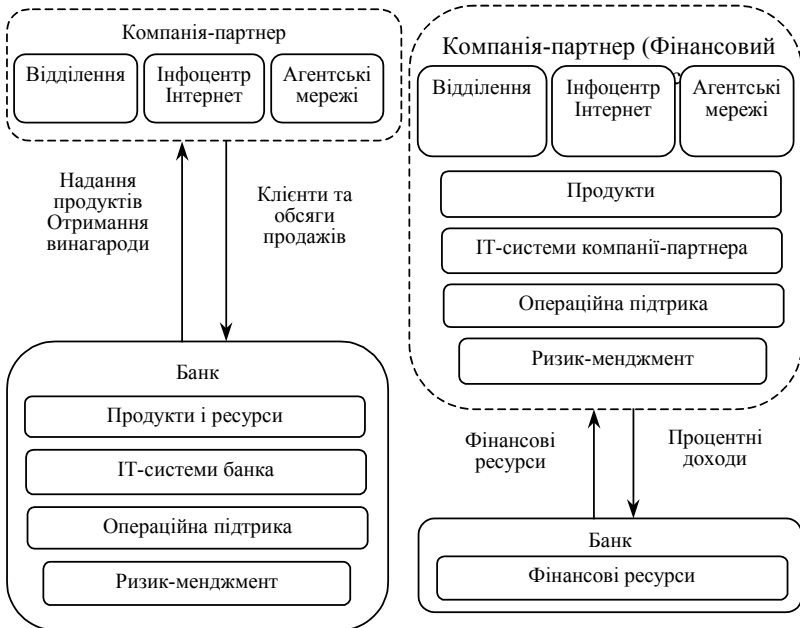 Компанія-партнер
Відділення
Інфоцентр
Інтернет
Агентські
мережі
Надання
продуктів
Отримання
винагароди
Клієнти та
обсяги
продажів
Банк
Продукти і ресурси
ІТ-системи банка
Операційна підтрика
Ризик-менджмент
Компанія-партнер (Фінансовий
Відділення
Інфоцентр
Інтернет
Агентські
мережі
Продукти
ІТ-системи компанії-партнера
Операційна підтрика
Ризик-менджмент
Фінансові
ресурси
Процентні
доходи
Банк
Фінансові ресурси